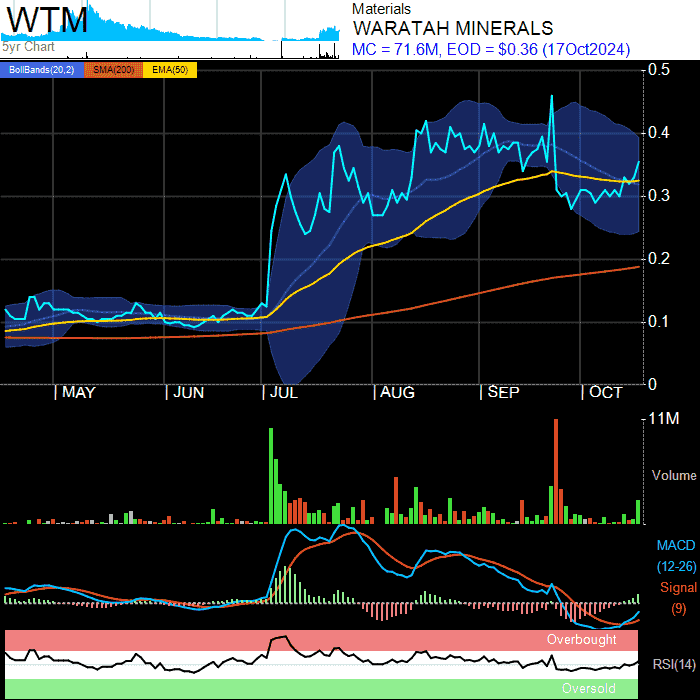 WTM
5yr Chart
Materials
WARATAH MINERALS
MC = 71.6M, EOD = $0.36 (17Oct2024)
BollBands(20,2) SMA(200) EMA(50)
0.5
0.4
0.3
0.2
0.1
0
MAY JUN JUL AUG SEP OCT
11M
Volume
MACD
(12-26)
Signal
(9)
Overbought
RSI(14)
Oversold